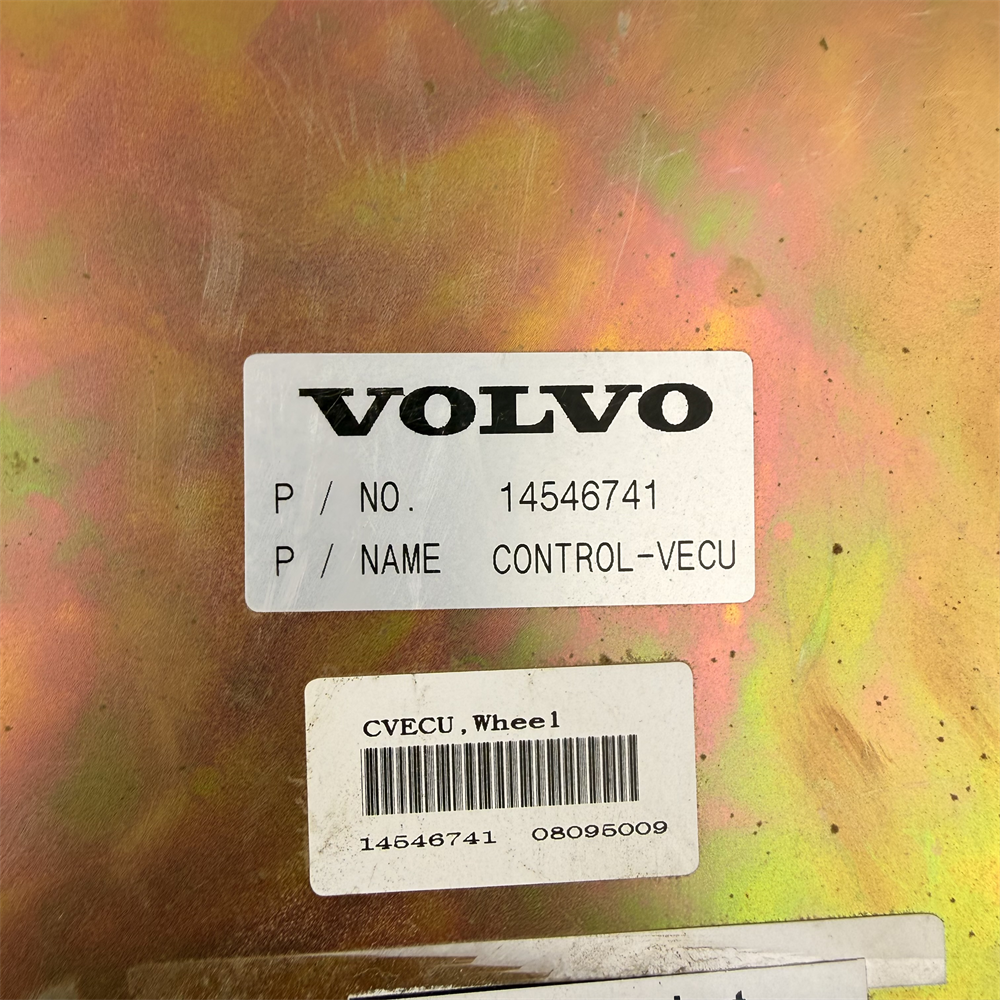 VOLVO
P / NO. 14546741
P / NAME CONTROL-VECU
CVECU,Wheel
14546741 08095009